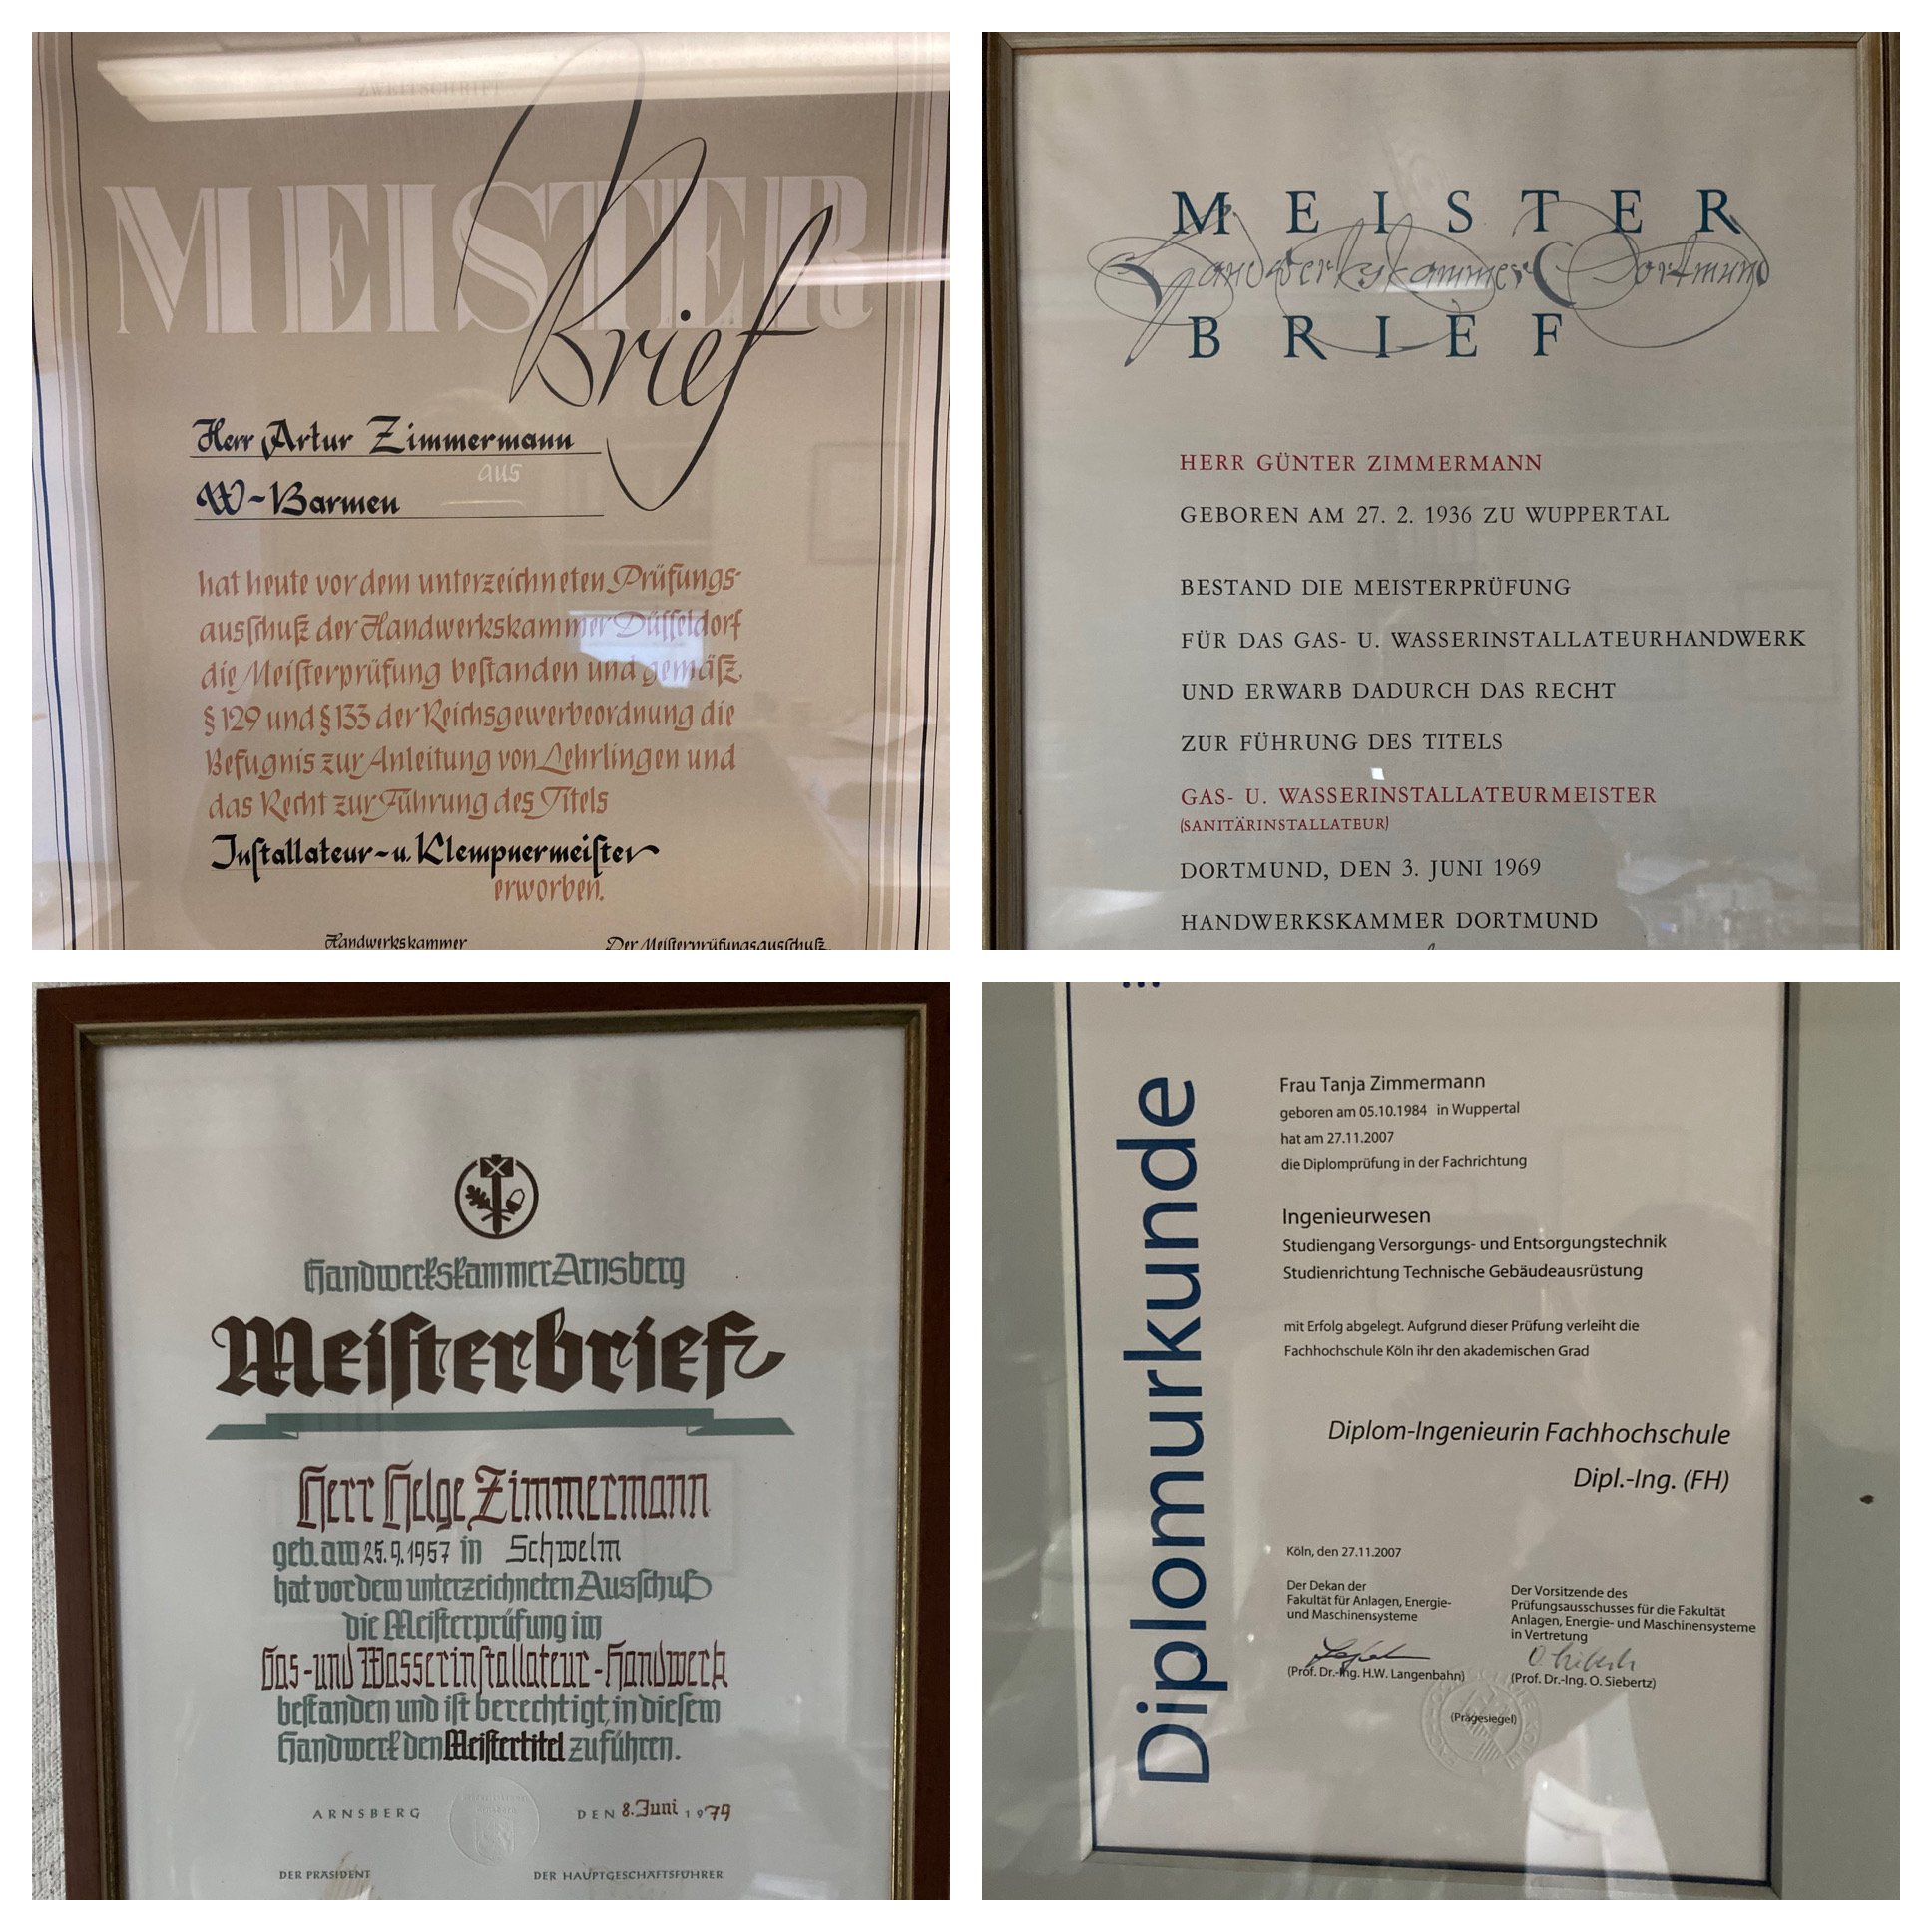 ZWEITSCHRIFT
MEISTER
Brief
Herr Artur Zimmermann
aus
W-Barmen
hat heute vor dem unterzeichneten Prüfungs-
ausschuß der Handwerkskammer Düsseldorf
die Meisterprüfung bestanden und gemäß
§ 129 und § 133 der Reichsgewerbeordnung die
Befugnis zur Anleitung von Lehrlingen und
das Recht zur Führung des Titels
Installateur-u. Klempnermeister
erworben.
Handwerkskammer Der Meisterprüfungsausschuß
MEISTER
Handwerkskammer Dortmund
BRIEF
HERR GÜNTER ZIMMERMANN
GEBOREN AM 27. 2. 1936 ZU WUPPERTAL
BESTAND DIE MEISTERPRÜFUNG
FÜR DAS GAS- U. WASSERINSTALLATEURHANDWERK
UND ERWARB DADURCH DAS RECHT
ZUR FÜHRUNG DES TITELS
GAS- U. WASSERINSTALLATEURMEISTER
(SANITÄRINSTALLATEUR)
DORTMUND, DEN 3. JUNI 1969
HANDWERKSKAMMER DORTMUND
Handwerkskammer Arnsberg
Meisterbrief
Herr Helge Zimmermann
geb. am 25.9.1957 in Schwelm
hat vor dem unterzeichneten Ausschuß
die Meisterprüfung im
Gas-und Wasserinstallateur-Handwerk
bestanden und ist berechtigt, in diesem
Handwerk den Meistertitel zu führen.
ARNSBERG DEN 8. Juni 1979
DER PRÄSIDENT DER HAUPTGESCHÄFTSFÜHRER
Diplomurkunde
Frau Tanja Zimmermann
geboren am 05.10.1984 in Wuppertal
hat am 27.11.2007
die Diplomprüfung in der Fachrichtung
Ingenieurwesen
Studiengang Versorgungs- und Entsorgungstechnik
Studienrichtung Technische Gebäudeausrüstung
mit Erfolg abgelegt. Aufgrund dieser Prüfung verleiht die
Fachhochschule Köln ihr den akademischen Grad
Diplom-Ingenieurin Fachhochschule
Dipl.-Ing. (FH)
Köln, den 27.11.2007
Der Dekan der
Fakultät für Anlagen, Energie-
und Maschinensysteme
(Prof. Dr.-Ing. H.W. Langenbahn)
Der Vorsitzende des
Prüfungsausschusses für die Fakultät
Anlagen, Energie- und Maschinensysteme
in Vertretung
O. Siebertz
(Prof. Dr.-Ing. O. Siebertz)
(Prägesiegel)